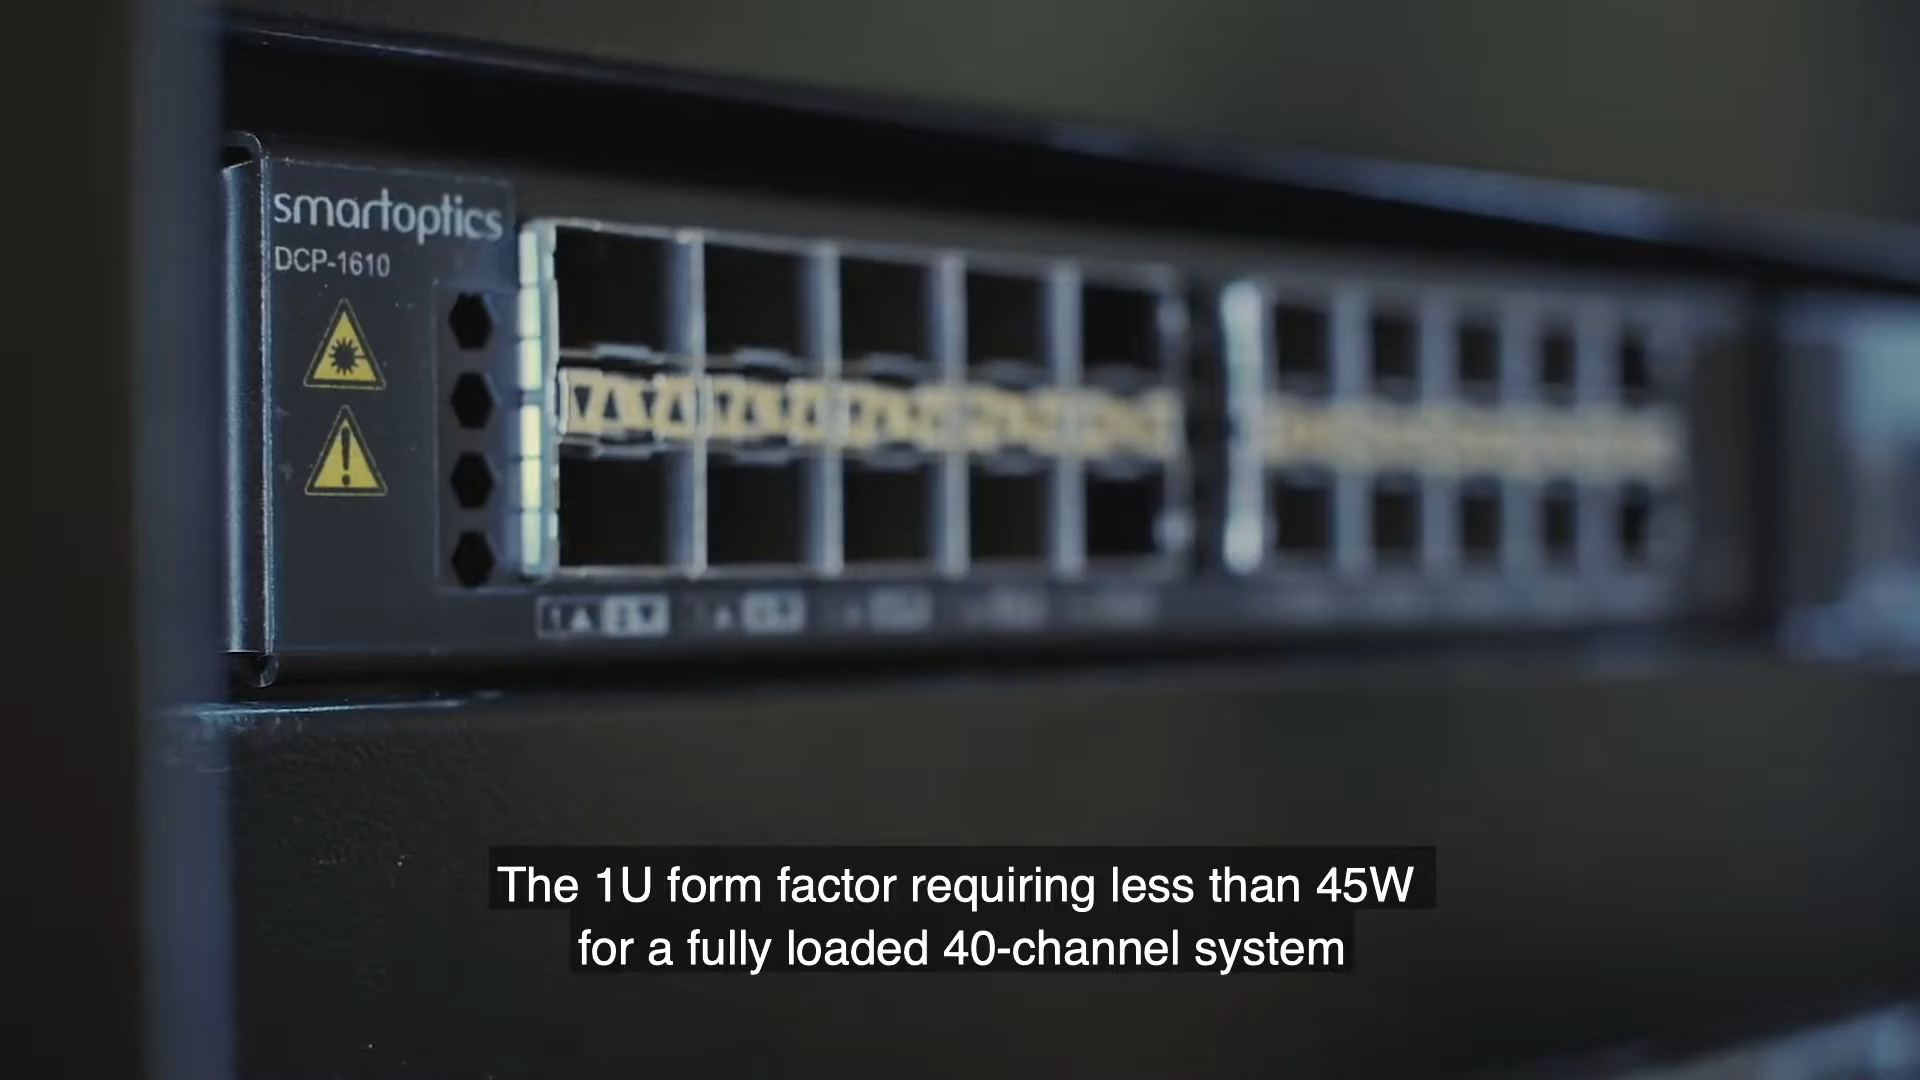 smartoptics
DCP-1610
The 1U form factor requiring less than 45W
for a fully loaded 40-channel system